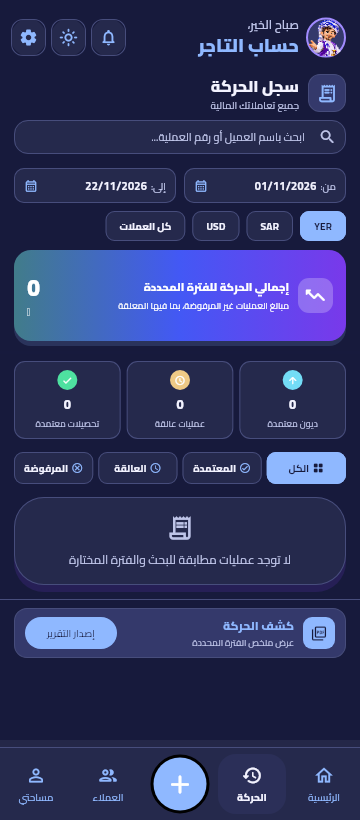 صباح الخير،
حساب التاجر
سجل الحركة
جميع تعاملاتك المالية
ابحث باسم العميل أو رقم العملية...
من: 01/11/2026
إلى: 22/11/2026
YER
SAR
USD
كل العملات
إجمالي الحركة للفترة المحددة
مبالغ العمليات غير المرفوضة، بما فيها المعلقة
0
0
ديون معتمدة
0
عمليات عالقة
0
تحصيلات معتمدة
الكل
المعتمدة
العالقة
المرفوضة
لا توجد عمليات مطابقة للبحث والفترة المختارة
كشف الحركة
عرض ملخص الفترة المحددة
إصدار التقرير
الرئيسية
الحركة
العملاء
مساحتي